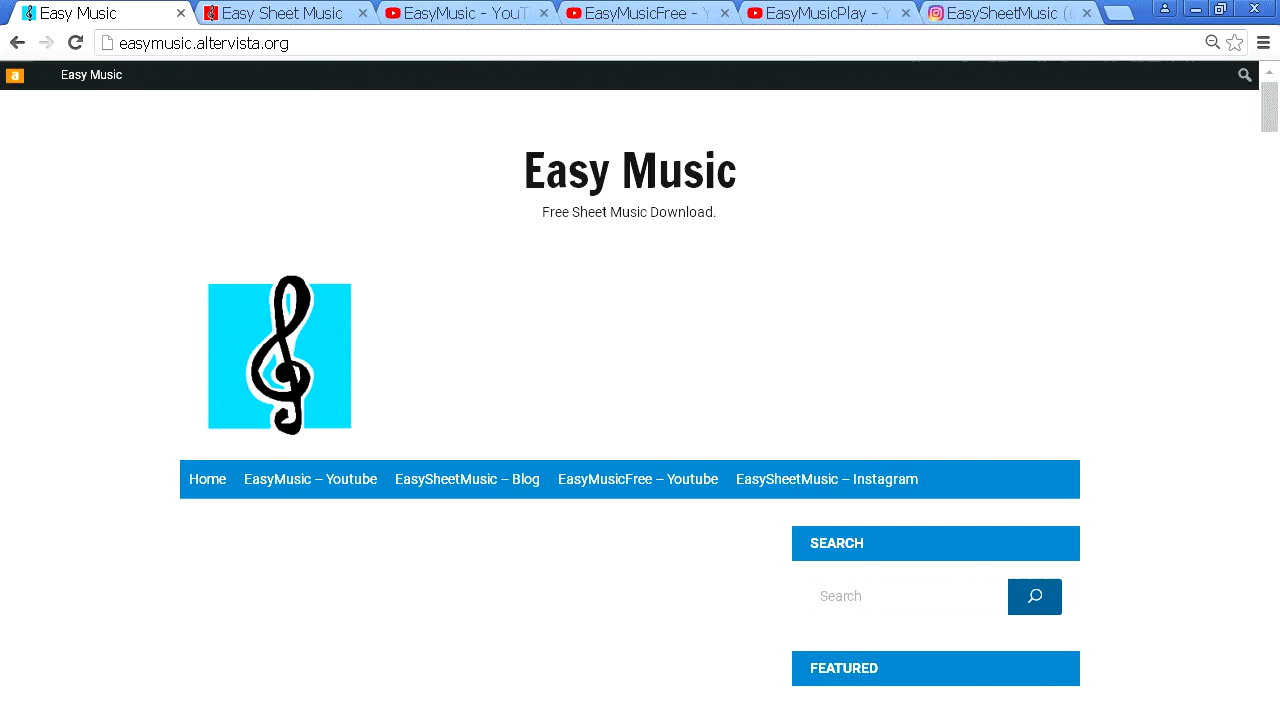 Easy Music
Easy Sheet Music
EasyMusic - YouT
EasyMusicFree - Y
EasyMusicPlay - Y
EasySheetMusic (
easymusic.altervista.org
a
Easy Music
Easy Music
Free Sheet Music Download.
Home
EasyMusic – Youtube
EasySheetMusic – Blog
EasyMusicFree – Youtube
EasySheetMusic – Instagram
SEARCH
Search
FEATURED